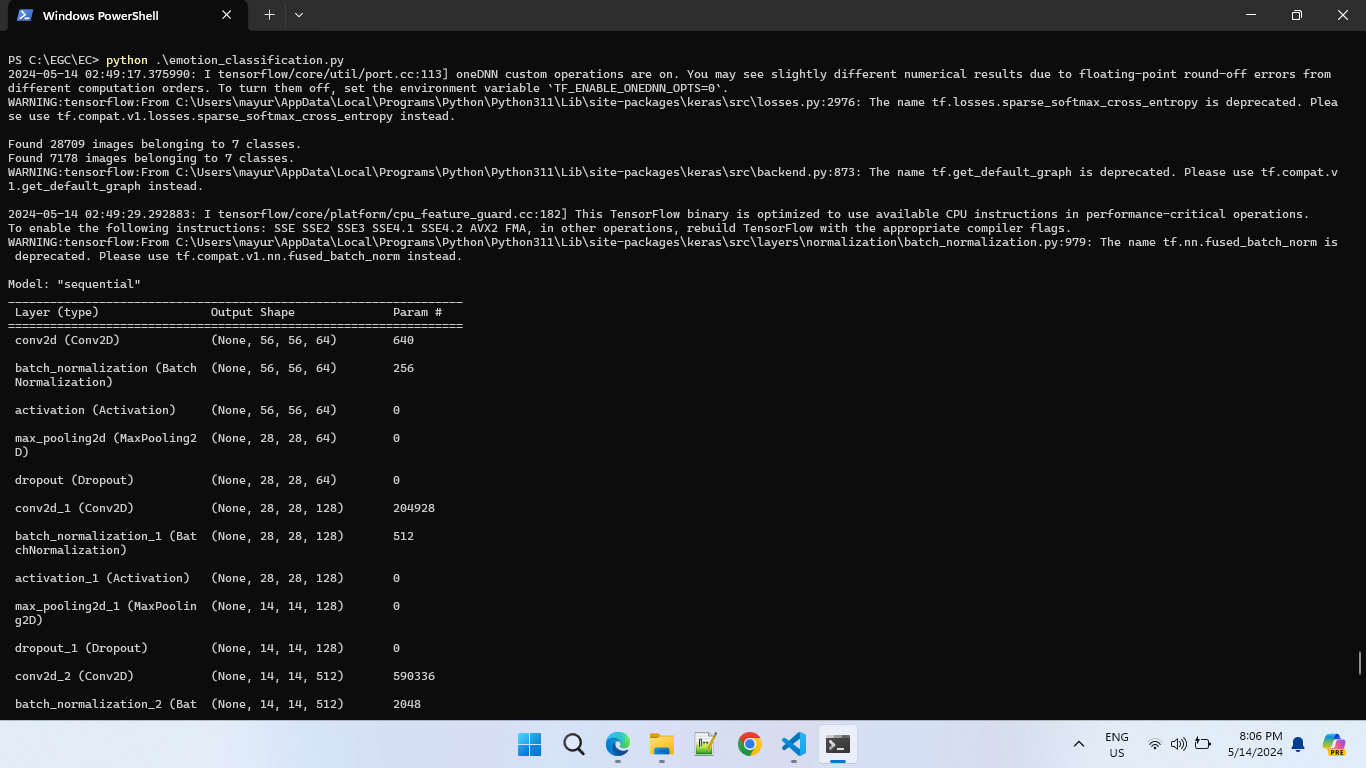 Windows PowerShell
PS C:\EGC\EC> python .\emotion_classification.py
2024-05-14 02:49:17.375990: I tensorflow/core/util/port.cc:113] oneDNN custom operations are on. You may see slightly different numerical results due to floating-point round-off errors from
different computation orders. To turn them off, set the environment variable `TF_ENABLE_ONEDNN_OPTS=0`.
WARNING:tensorflow:From C:\Users\mayur\AppData\Local\Programs\Python\Python311\Lib\site-packages\keras\src\losses.py:2976: The name tf.losses.sparse_softmax_cross_entropy is deprecated. Plea
se use tf.compat.v1.losses.sparse_softmax_cross_entropy instead.
Found 28709 images belonging to 7 classes.
Found 7178 images belonging to 7 classes.
WARNING:tensorflow:From C:\Users\mayur\AppData\Local\Programs\Python\Python311\Lib\site-packages\keras\src\backend.py:873: The name tf.get_default_graph is deprecated. Please use tf.compat.v
1.get_default_graph instead.
2024-05-14 02:49:29.292883: I tensorflow/core/platform/cpu_feature_guard.cc:182] This TensorFlow binary is optimized to use available CPU instructions in performance-critical operations.
To enable the following instructions: SSE SSE2 SSE3 SSE4.1 SSE4.2 AVX2 FMA, in other operations, rebuild TensorFlow with the appropriate compiler flags.
WARNING:tensorflow:From C:\Users\mayur\AppData\Local\Programs\Python\Python311\Lib\site-packages\keras\src\layers\normalization\batch_normalization.py:979: The name tf.nn.fused_batch_norm is
deprecated. Please use tf.compat.v1.nn.fused_batch_norm instead.
Model: "sequential"
Layer (type) Output Shape Param #
conv2d (Conv2D) (None, 56, 56, 64) 640
batch_normalization (Batch (None, 56, 56, 64) 256
Normalization)
activation (Activation) (None, 56, 56, 64) 0
max_pooling2d (MaxPooling2 (None, 28, 28, 64) 0
D)
dropout (Dropout) (None, 28, 28, 64) 0
conv2d_1 (Conv2D) (None, 28, 28, 128) 204928
batch_normalization_1 (Bat (None, 28, 28, 128) 512
chNormalization)
activation_1 (Activation) (None, 28, 28, 128) 0
max_pooling2d_1 (MaxPoolin (None, 14, 14, 128) 0
g2D)
dropout_1 (Dropout) (None, 14, 14, 128) 0
conv2d_2 (Conv2D) (None, 14, 14, 512) 590336
batch_normalization_2 (Bat (None, 14, 14, 512) 2048
ENG
US
8:06 PM
5/14/2024
PRE